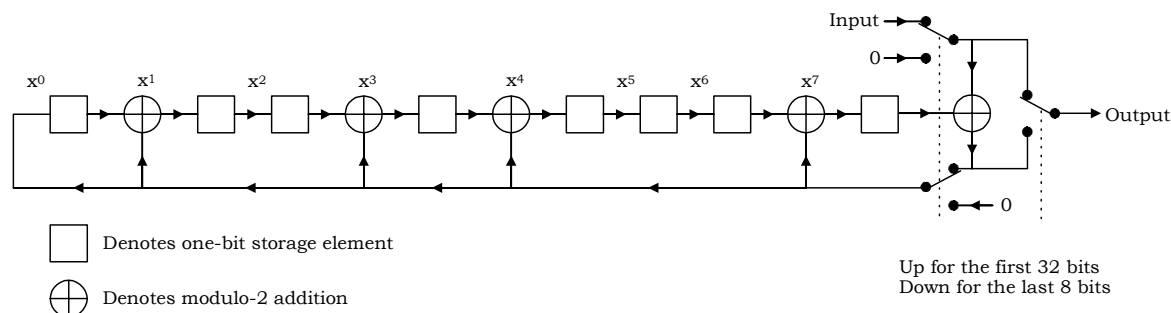 Input
0
x⁰ x¹ x² x³ x⁴ x⁵ x⁶ x⁷
Output
0
Denotes one-bit storage element
Denotes modulo-2 addition
Up for the first 32 bits
Down for the last 8 bits